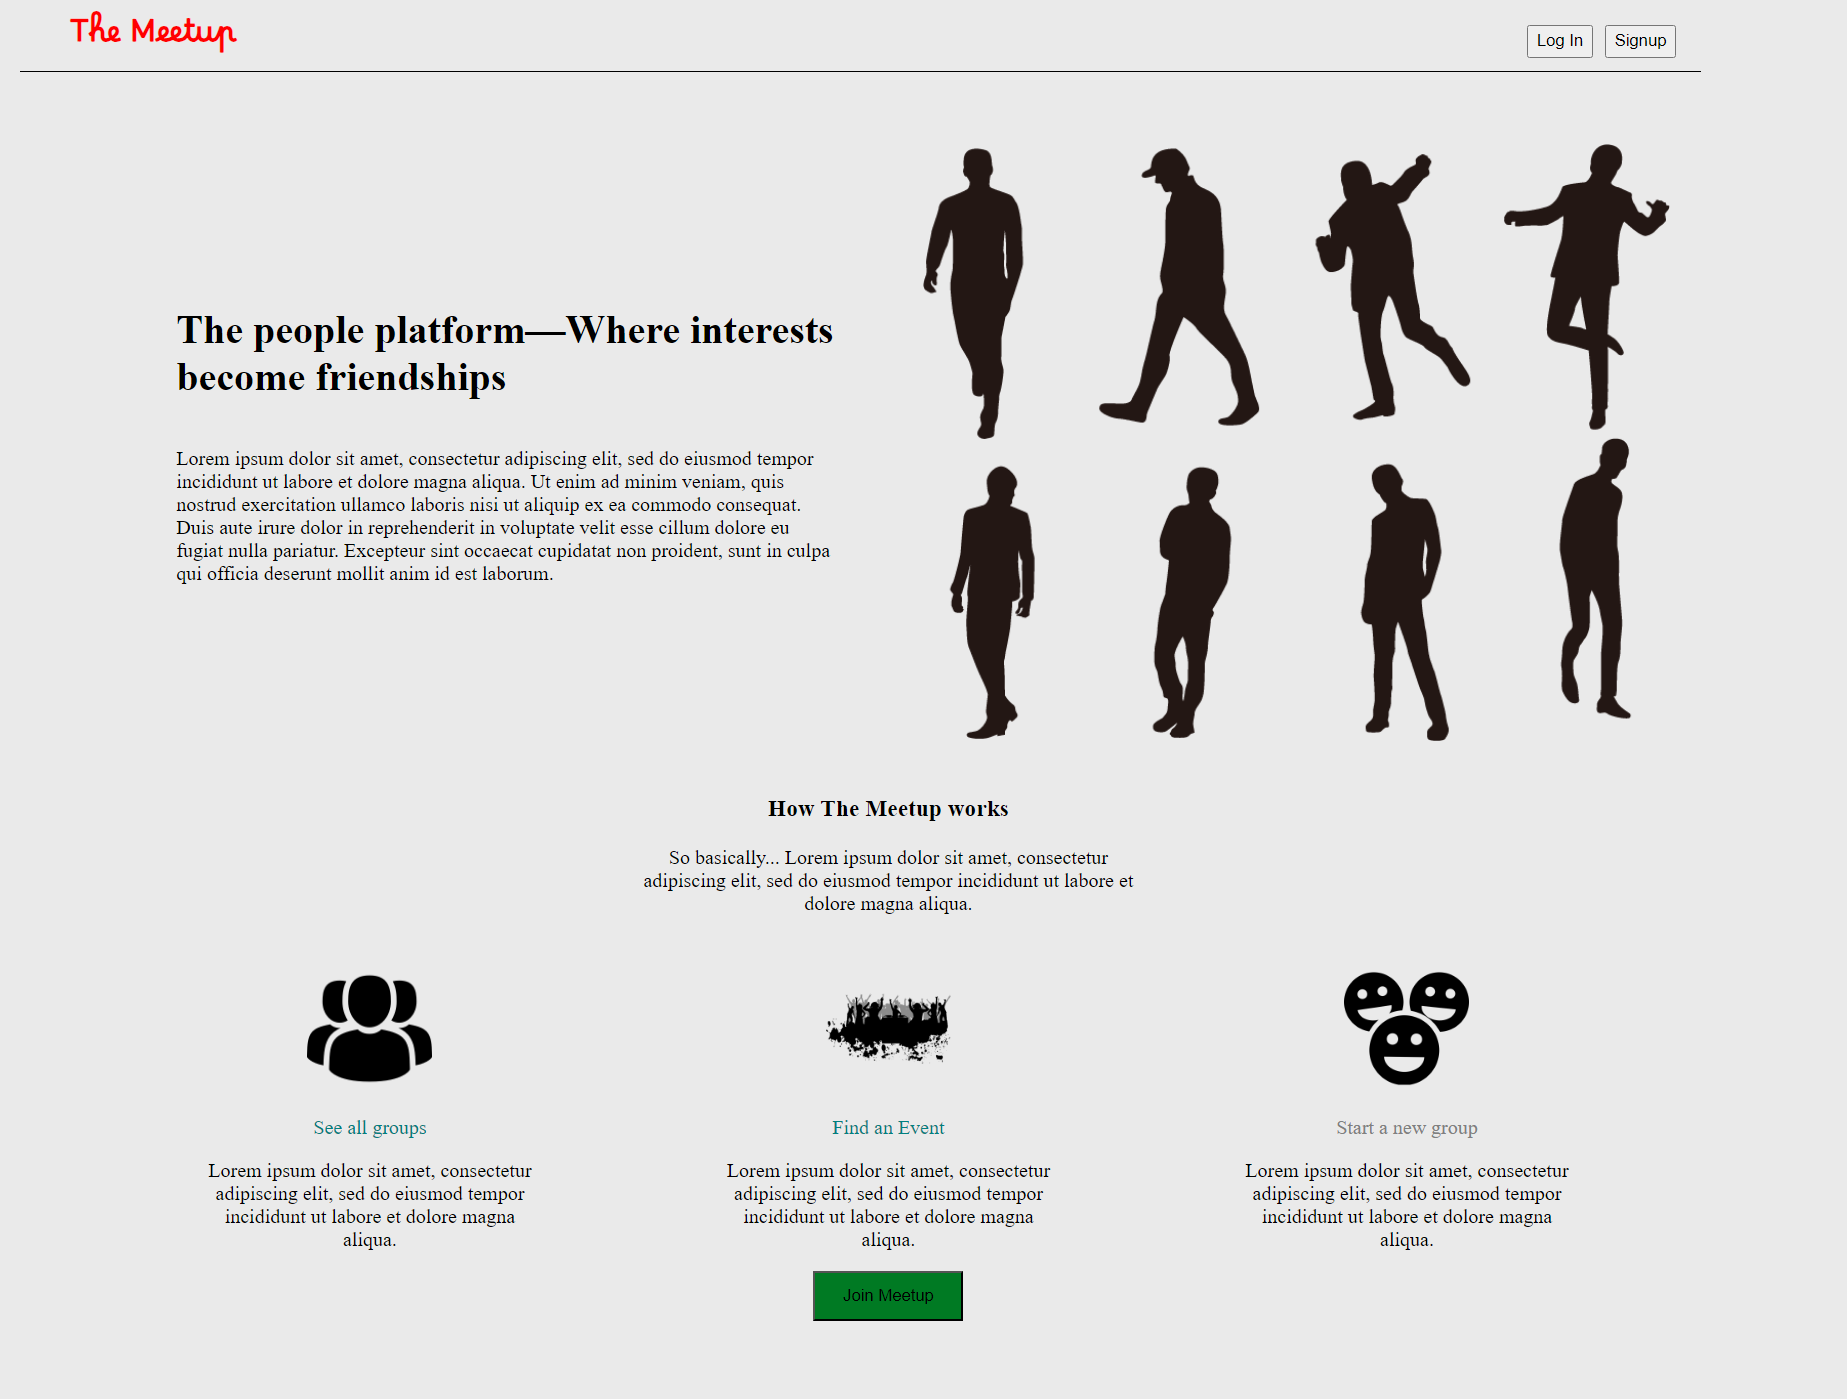 The Meetup
Log In
Signup
The people platform—Where interests
become friendships
Lorem ipsum dolor sit amet, consectetur adipiscing elit, sed do eiusmod tempor
incididunt ut labore et dolore magna aliqua. Ut enim ad minim veniam, quis
nostrud exercitation ullamco laboris nisi ut aliquip ex ea commodo consequat.
Duis aute irure dolor in reprehenderit in voluptate velit esse cillum dolore eu
fugiat nulla pariatur. Excepteur sint occaecat cupidatat non proident, sunt in culpa
qui officia deserunt mollit anim id est laborum.
How The Meetup works
So basically... Lorem ipsum dolor sit amet, consectetur
adipiscing elit, sed do eiusmod tempor incididunt ut labore et
dolore magna aliqua.
See all groups
Lorem ipsum dolor sit amet, consectetur
adipiscing elit, sed do eiusmod tempor
incididunt ut labore et dolore magna
aliqua.
Find an Event
Lorem ipsum dolor sit amet, consectetur
adipiscing elit, sed do eiusmod tempor
incididunt ut labore et dolore magna
aliqua.
Start a new group
Lorem ipsum dolor sit amet, consectetur
adipiscing elit, sed do eiusmod tempor
incididunt ut labore et dolore magna
aliqua.
Join Meetup